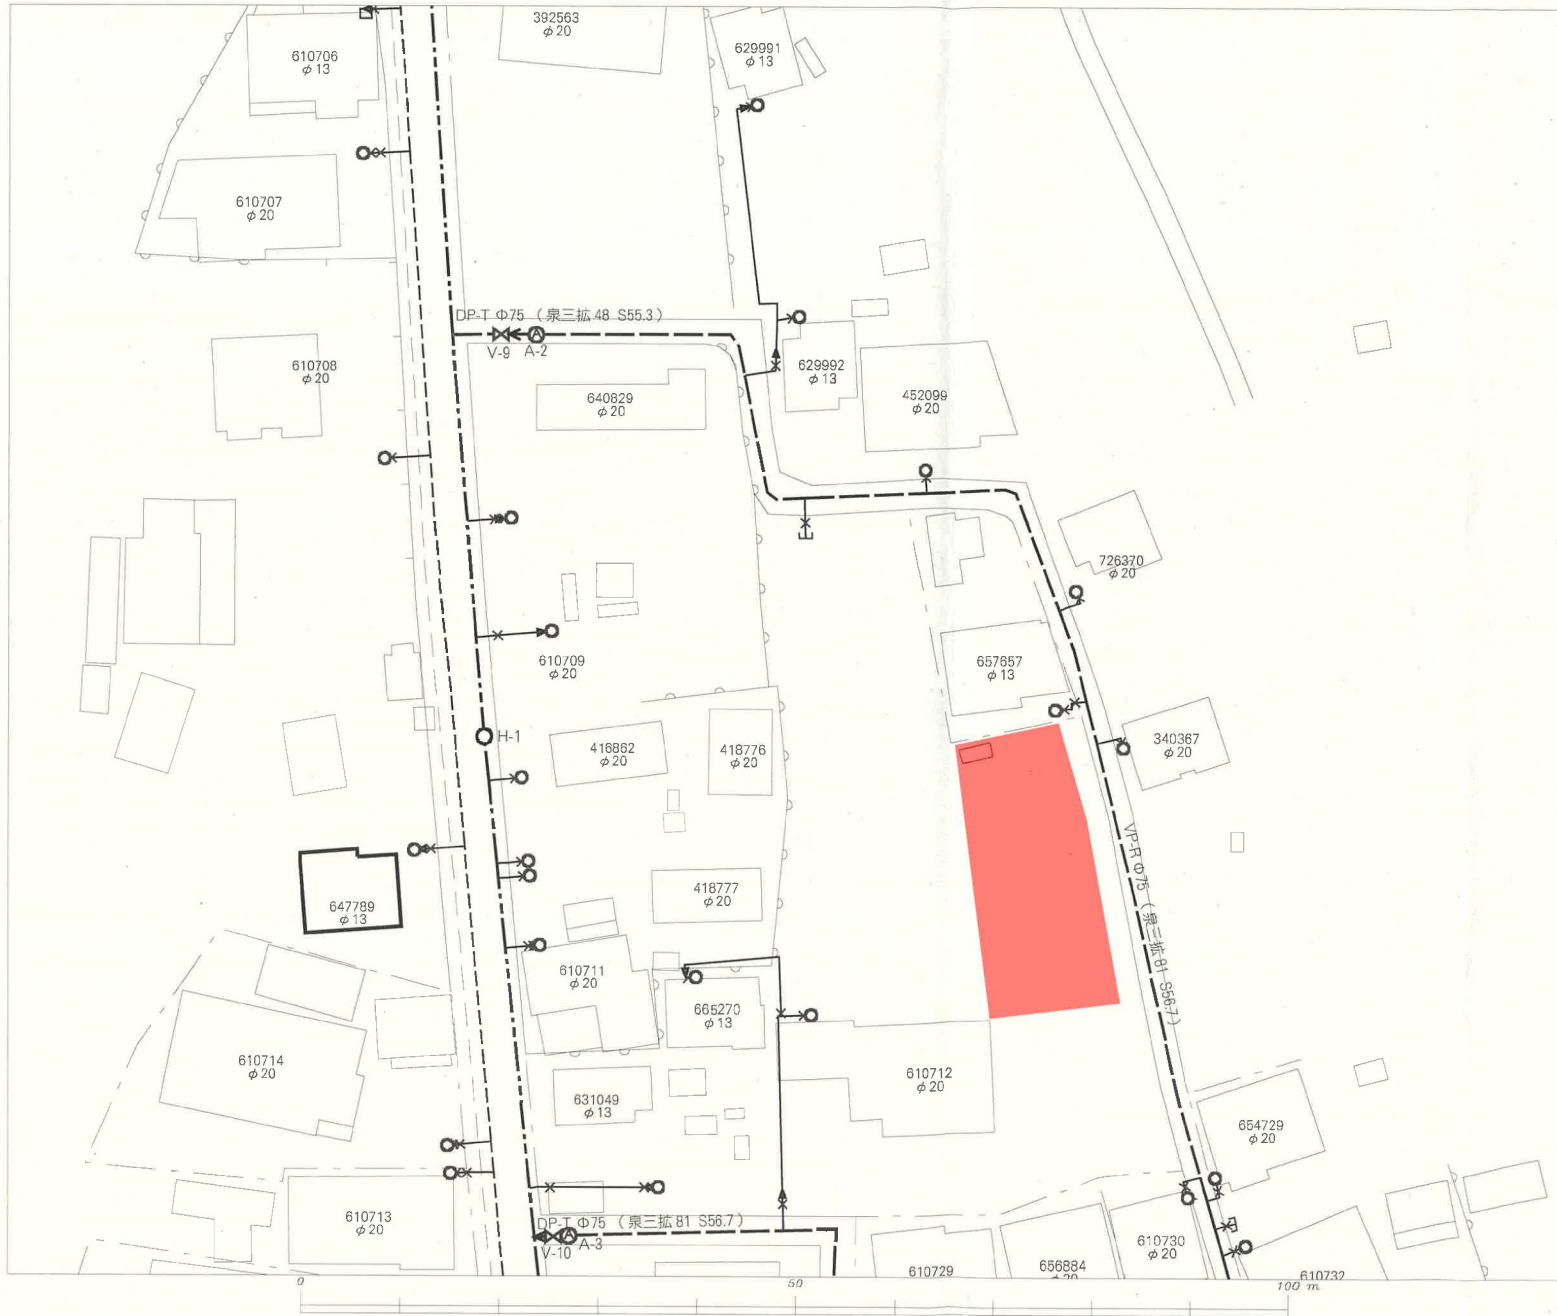 392563
φ20
610706
φ13
629991
φ13
610707
φ20
DP-T Φ75 (泉三拡 48 S55.3)
V-9
A-2
610708
φ20
629992
φ13
640829
φ20
452099
φ20
726370
φ20
610709
φ20
657657
φ13
H-1
416862
φ20
418776
φ20
340367
φ20
VP-R Φ75 (泉三拡 81 S56.7)
418777
φ20
647789
φ13
610711
φ20
665270
φ13
610714
φ20
610712
φ20
631049
φ13
654729
φ20
610713
φ20
DP-T Φ75 (泉三拡 81 S56.7)
V-10
A-3
610730
φ20
610729
656884
φ20
610732
0
50
100 m